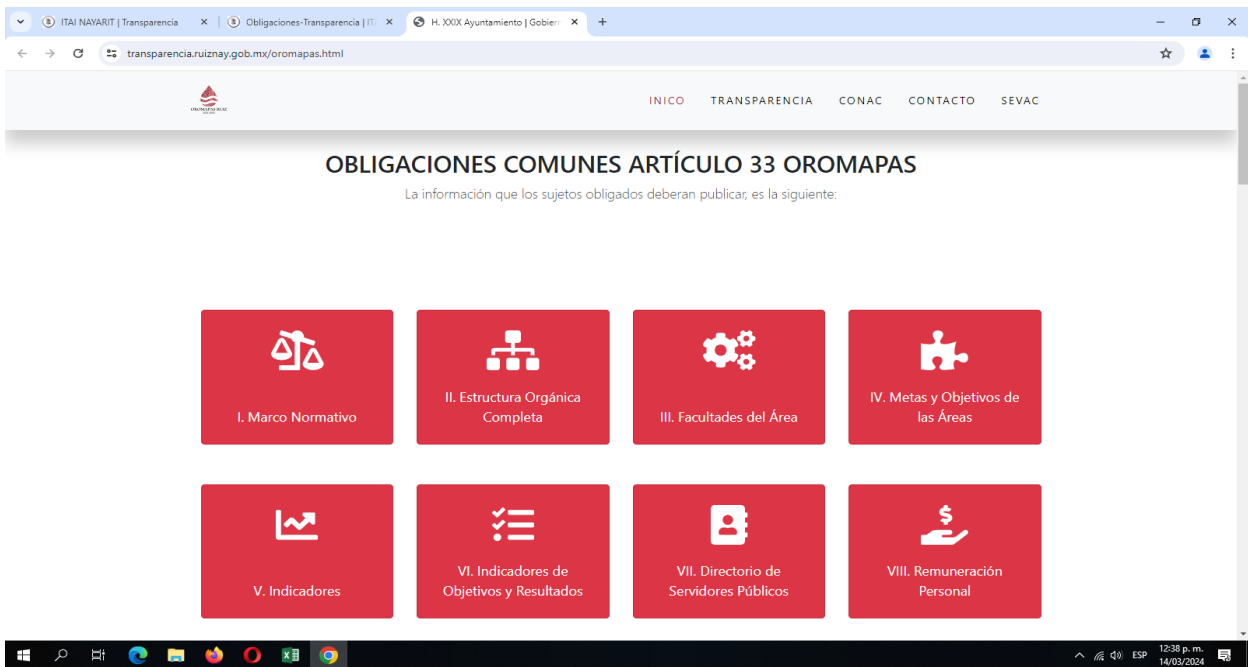 ITAI NAYARIT | Transparencia
Obligaciones-Transparencia | IT
H. XXIX Ayuntamiento | Gobier
transparencia.ruiznay.gob.mx/oromapas.html
OROMAPAS RUIZ
INICO TRANSPARENCIA CONAC CONTACTO SEVAC
OBLIGACIONES COMUNES ARTÍCULO 33 OROMAPAS
La información que los sujetos obligados deberan publicar, es la siguiente:
I. Marco Normativo
II. Estructura Orgánica
Completa
III. Facultades del Área
IV. Metas y Objetivos de
las Áreas
V. Indicadores
VI. Indicadores de
Objetivos y Resultados
VII. Directorio de
Servidores Públicos
VIII. Remuneración
Personal
ESP
12:38 p. m.
14/03/2024